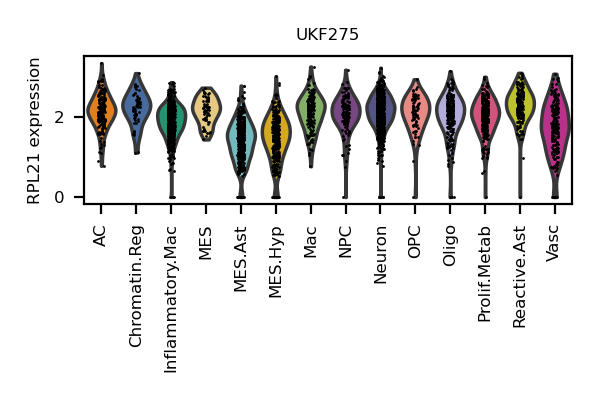 UKF275
RPL21 expression
2
0
AC
Chromatin.Reg
Inflammatory.Mac
MES
MES.Ast
MES.Hyp
Mac
NPC
Neuron
OPC
Oligo
Prolif.Metab
Reactive.Ast
Vasc